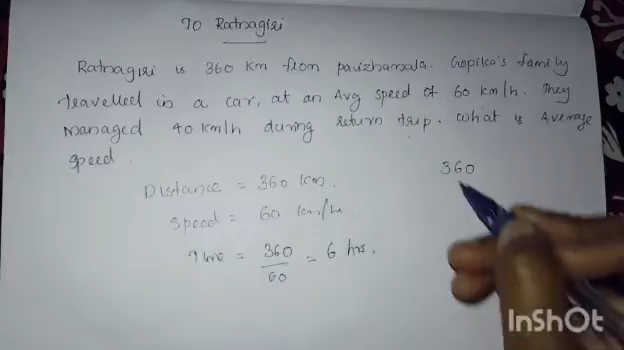 To Ratnagiri
Ratnagiri is 360 km from pavizhamala. Gopika's family
travelled in a car, at an Avg speed of 60 km/h. They
managed 40 km/h during return trip. What is Average
speed.
Distance = 360 km.
360
Speed = 60 km/h.
Time = 360/60 = 6 hrs.
InShOt